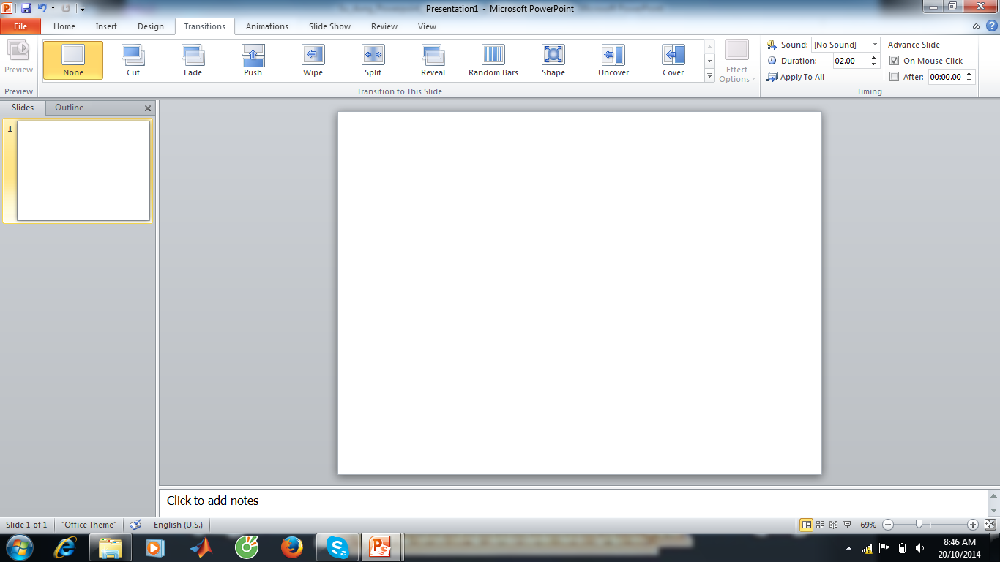 Presentation1 - Microsoft PowerPoint
File Home Insert Design Transitions Animations Slide Show Review View
Preview
None Cut Fade Push Wipe Split Reveal Random Bars Shape Uncover Cover
Effect Options
Sound: [No Sound]
Duration: 02.00
Apply To All
Advance Slide
On Mouse Click
After: 00:00.00
Preview Transition to This Slide Timing
Slides Outline
1
Click to add notes
Slide 1 of 1 "Office Theme" English (U.S.) 69%
8:46 AM
20/10/2014